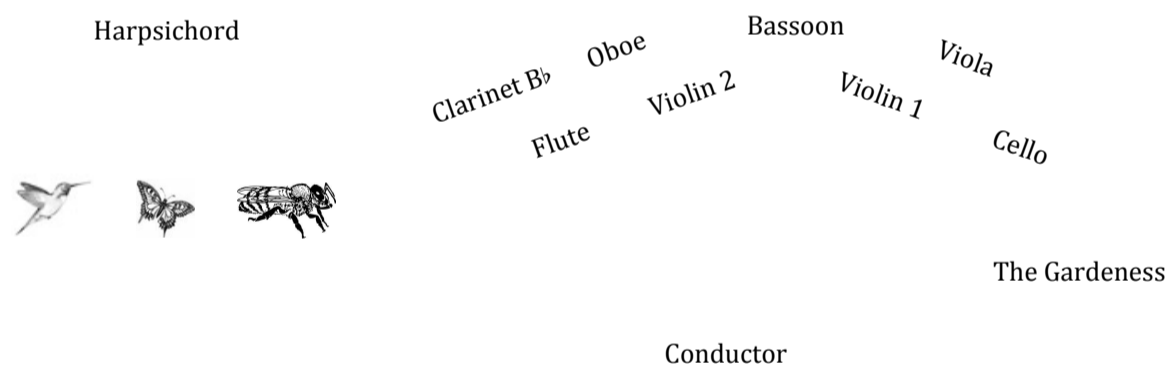 Harpsichord
Bassoon
Oboe
Viola
Clarinet B♭
Violin 2
Violin 1
Flute
Cello
The Gardeness
Conductor